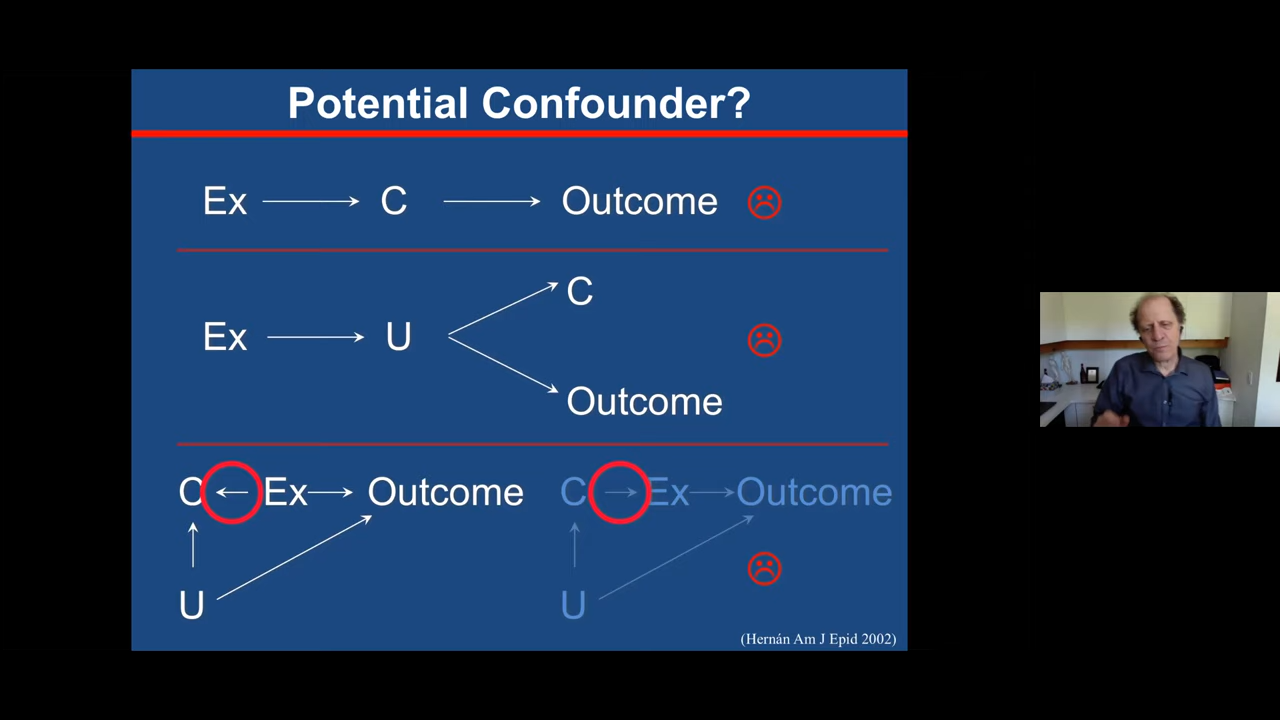 Potential Confounder?
Ex C Outcome
C
Ex U
Outcome
C Ex Outcome C Ex Outcome
U U
(Hernán Am J Epid 2002)